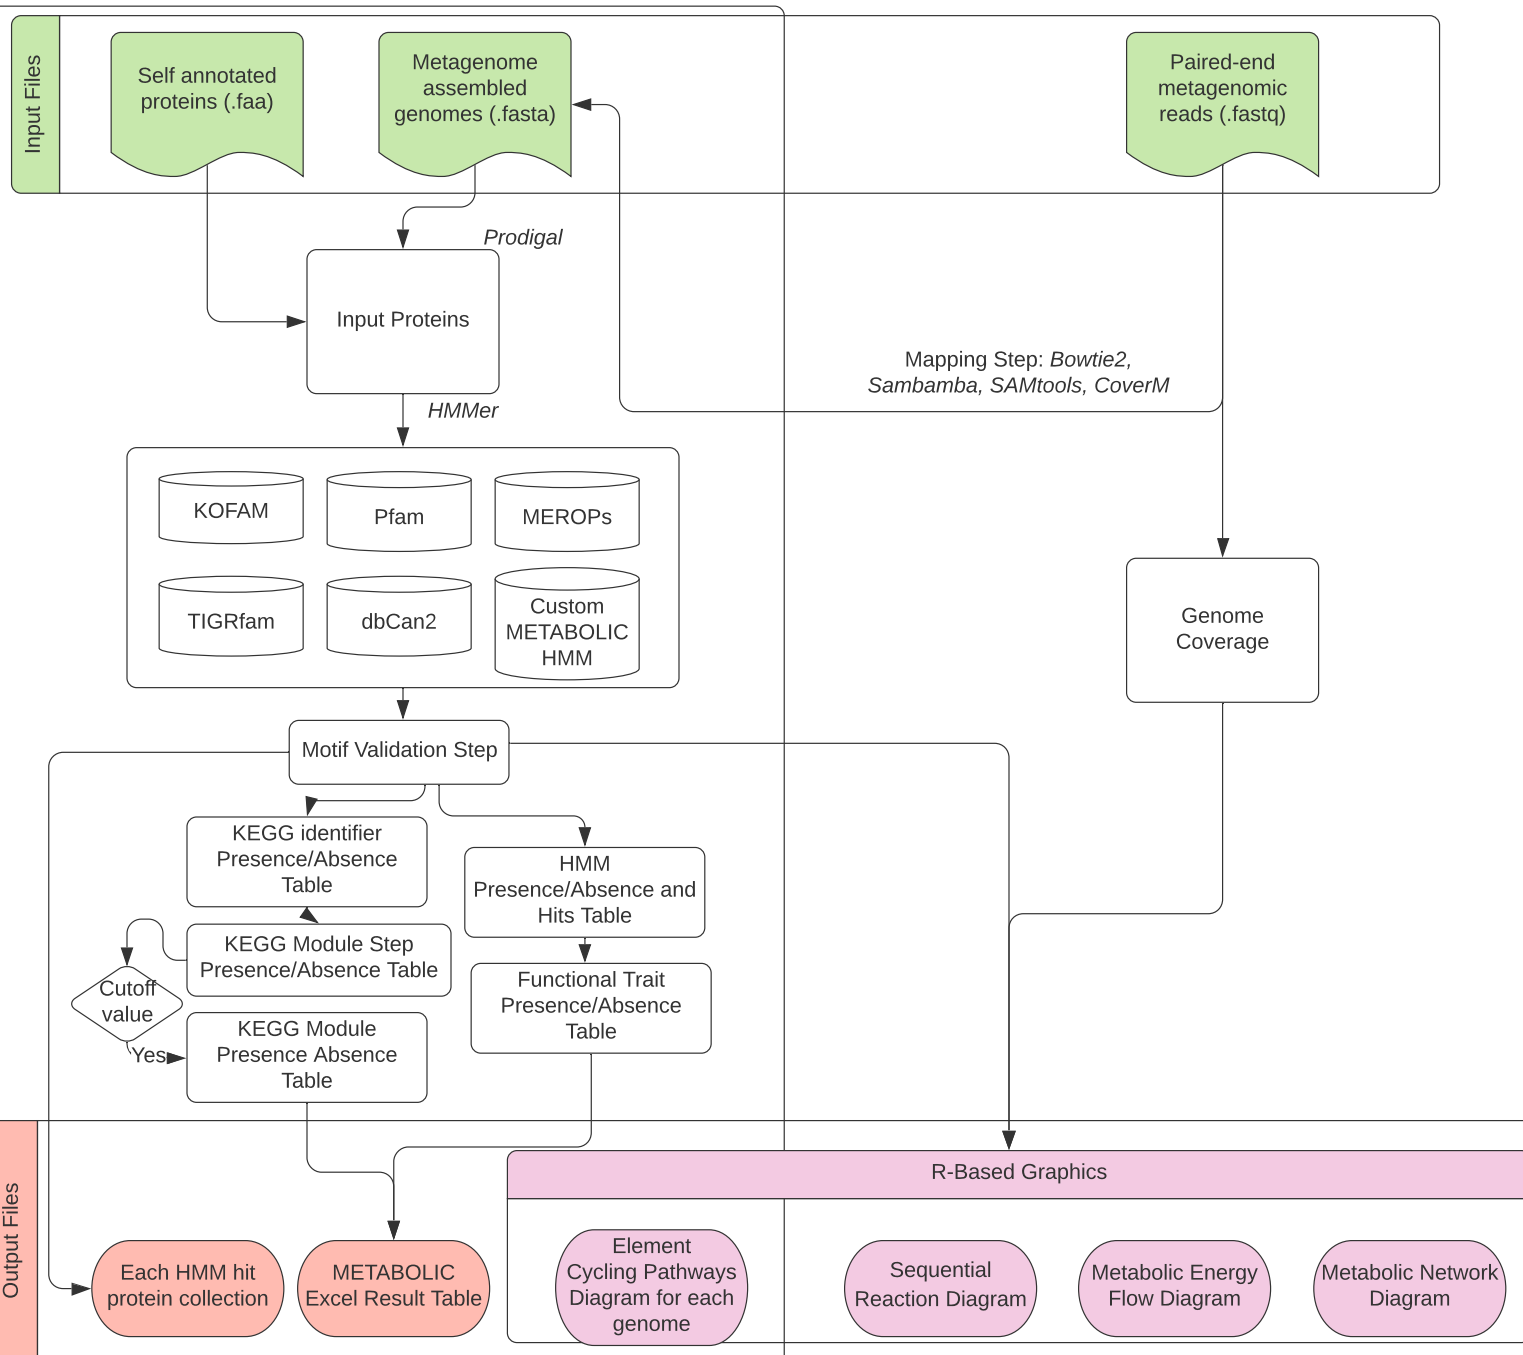 Input Files
Self annotated
proteins (.faa)
Metagenome
assembled
genomes (.fasta)
Paired-end
metagenomic
reads (.fastq)
Prodigal
Input Proteins
Mapping Step: Bowtie2,
Sambamba, SAMtools, CoverM
HMMer
KOFAM
Pfam
MEROPs
TIGRfam
dbCan2
Custom
METABOLIC
HMM
Genome
Coverage
Motif Validation Step
KEGG identifier
Presence/Absence
Table
HMM
Presence/Absence and
Hits Table
KEGG Module Step
Presence/Absence Table
Cutoff
value
Yes
Functional Trait
Presence/Absence
Table
KEGG Module
Presence Absence
Table
Output Files
R-Based Graphics
Each HMM hit
protein collection
METABOLIC
Excel Result Table
Element
Cycling Pathways
Diagram for each
genome
Sequential
Reaction Diagram
Metabolic Energy
Flow Diagram
Metabolic Network
Diagram